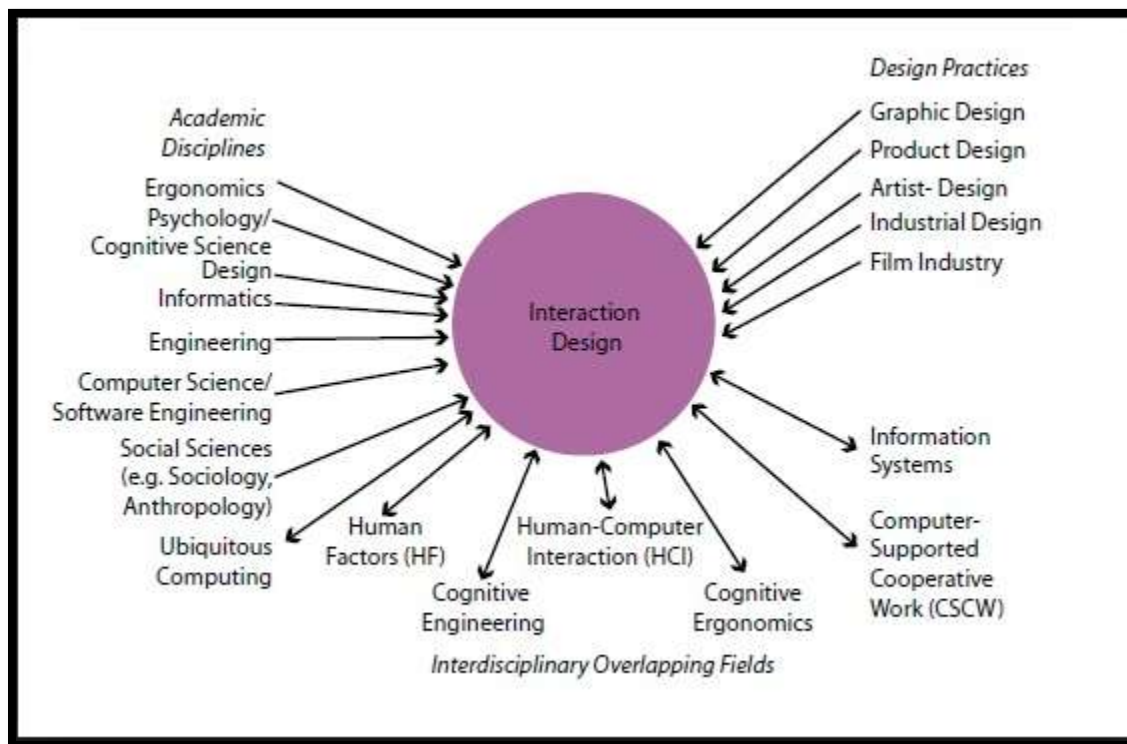 Academic
Disciplines
Ergonomics
Psychology/
Cognitive Science
Design
Informatics
Engineering
Computer Science/
Software Engineering
Social Sciences
(e.g. Sociology,
Anthropology)
Ubiquitous
Computing
Human
Factors (HF)
Cognitive
Engineering
Human-Computer
Interaction (HCI)
Cognitive
Ergonomics
Interdisciplinary Overlapping Fields
Interaction
Design
Design Practices
Graphic Design
Product Design
Artist- Design
Industrial Design
Film Industry
Information
Systems
Computer-
Supported
Cooperative
Work (CSCW)